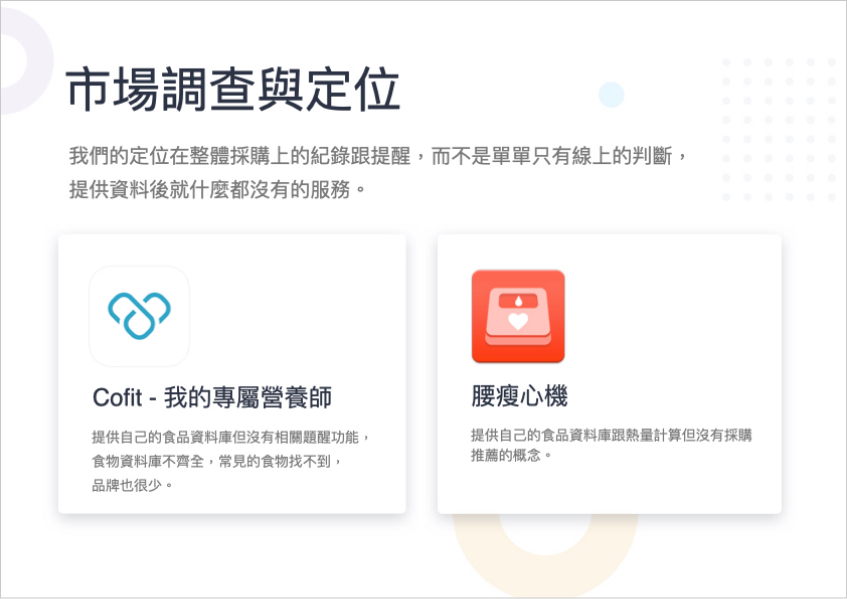 市場調查與定位
我們的定位在整體採購上的紀錄跟提醒，而不是單單只有線上的判斷，
提供資料後就什麼都沒有的服務。
Cofit - 我的專屬營養師
提供自己的食品資料庫但沒有相關題醒功能，
食物資料庫不齊全，常見的食物找不到，
品牌也很少。
腰瘦心機
提供自己的食品資料庫跟熱量計算但沒有採購
推薦的概念。